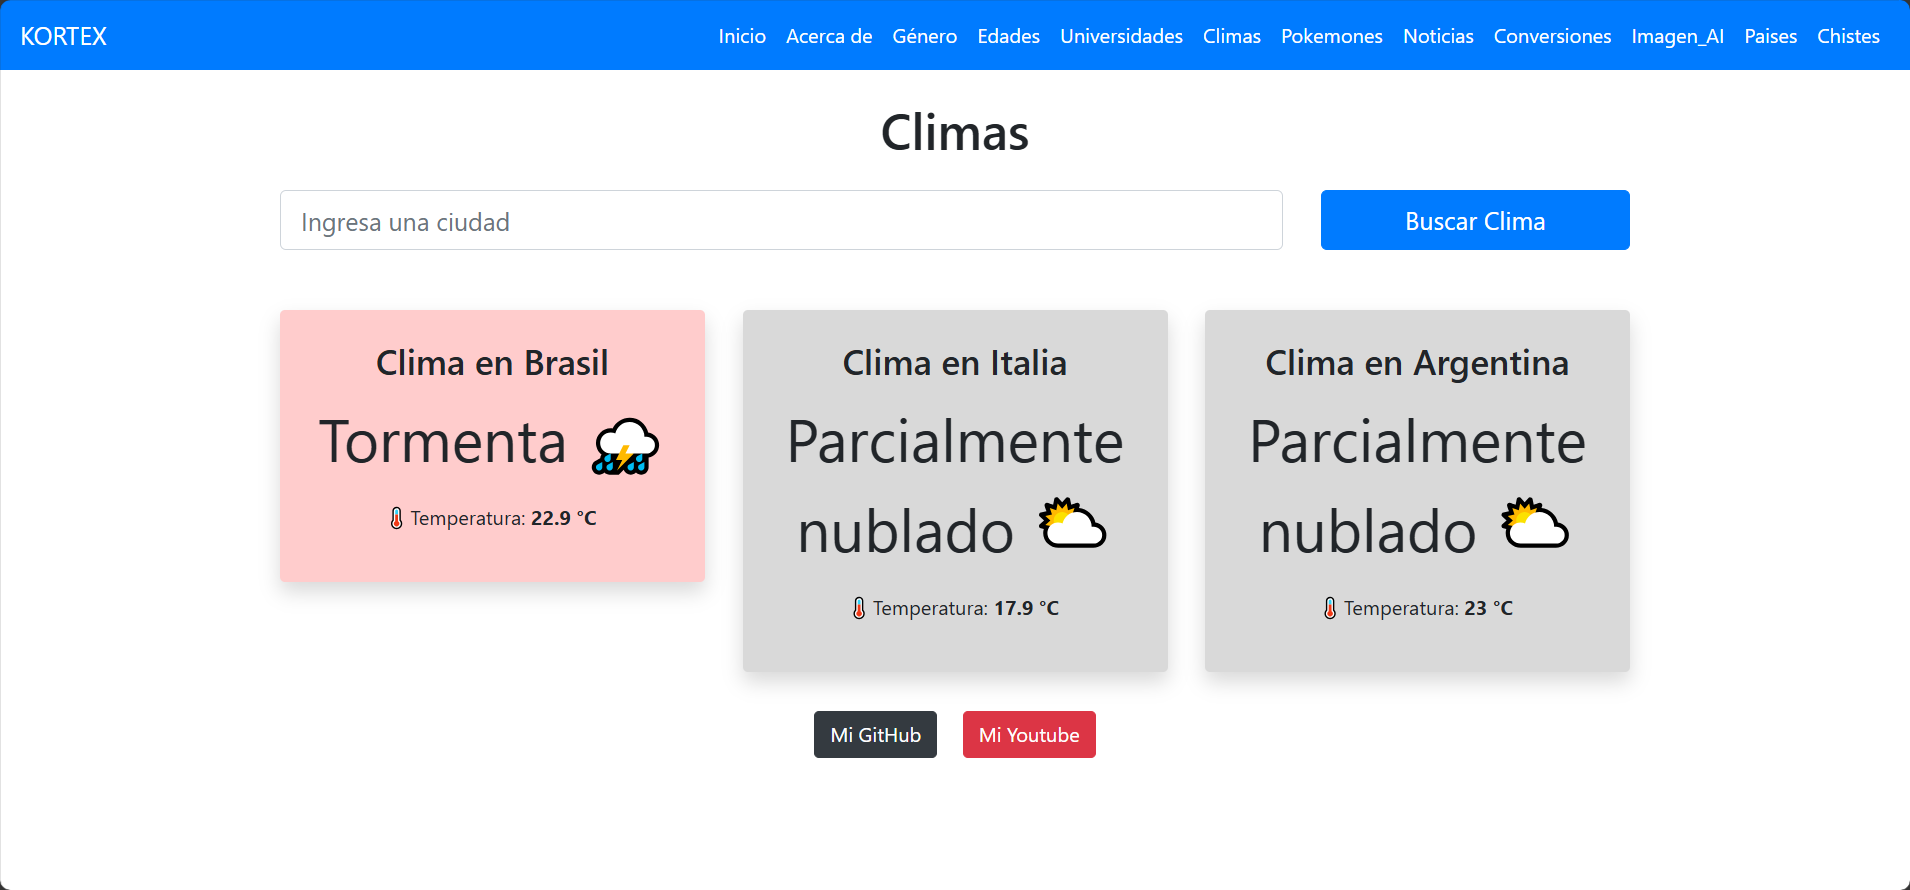 KORTEX
Inicio Acerca de Género Edades Universidades Climas Pokemones Noticias Conversiones Imagen_AI Paises Chistes
Climas
Ingresa una ciudad
Buscar Clima
Clima en Brasil
Tormenta ⛈️
🌡️ Temperatura: 22.9 °C
Clima en Italia
Parcialmente
nublado ⛅
🌡️ Temperatura: 17.9 °C
Clima en Argentina
Parcialmente
nublado ⛅
🌡️ Temperatura: 23 °C
Mi GitHub
Mi Youtube